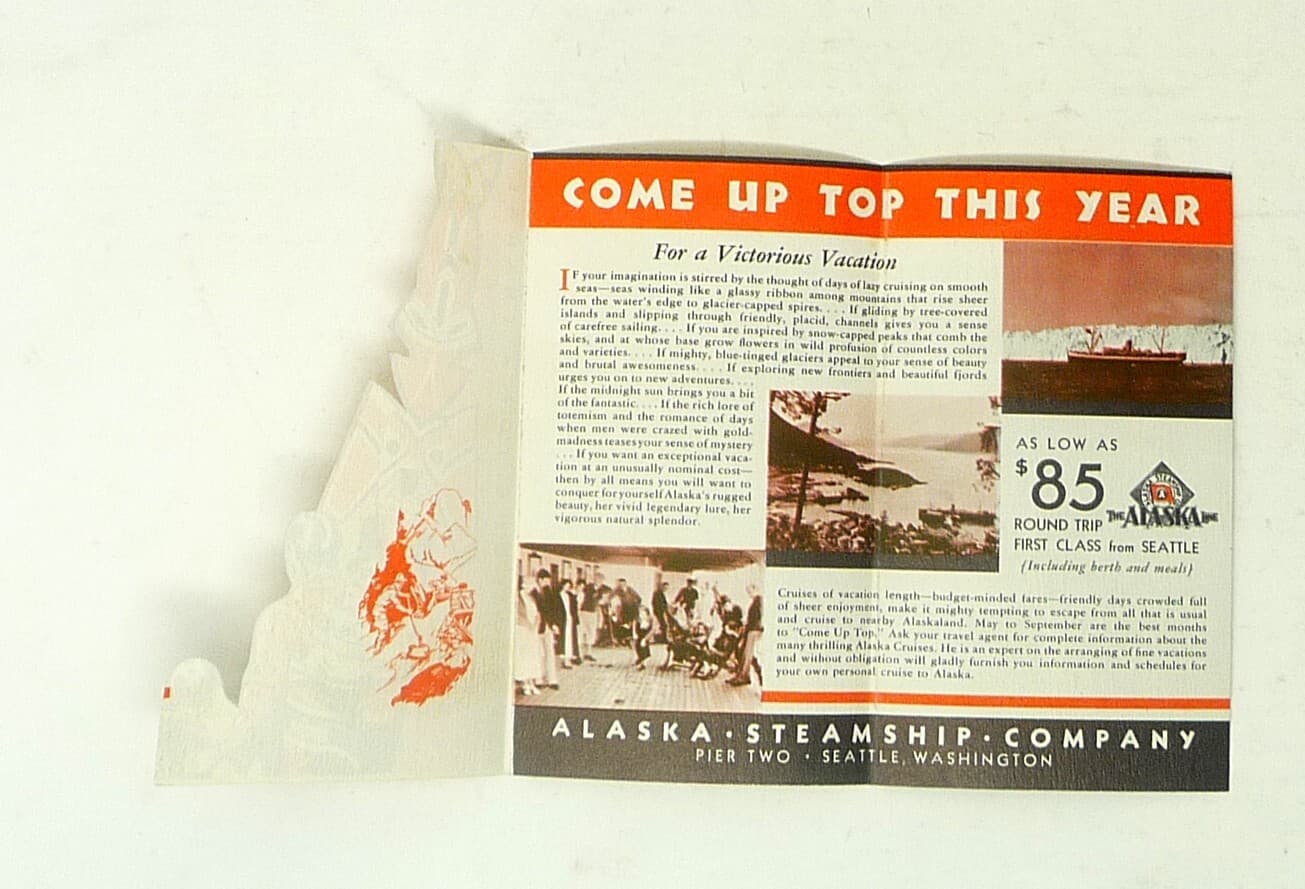 COME UP TOP THIS YEAR
For a Victorious Vacation
IF your imagination is stirred by the thought of days of lazy cruising on smooth
seas—seas winding like a glassy ribbon among mountains that rise sheer
from the water's edge to glacier-capped spires. . . . If gliding by tree-covered
islands and slipping through friendly, placid, channels gives you a sense
of carefree sailing. . . . If you are inspired by snow-capped peaks that comb the
skies, and at whose base grow flowers in wild profusion of countless colors
and varieties. . . . If mighty, blue-tinged glaciers appeal to your sense of beauty
and brutal awesomeness. . . . If exploring new frontiers and beautiful fjords
urges you on to new adventures. . . .
If the midnight sun brings you a bit
of the fantastic. . . . If the rich lore of
totemism and the romance of days
when men were crazed with gold-
madness teases your sense of mystery
. . . If you want an exceptional vaca-
tion at an unusually nominal cost—
then by all means you will want to
conquer for yourself Alaska's rugged
beauty, her vivid legendary lure, her
vigorous natural splendor.
AS LOW AS
$85
ROUND TRIP
FIRST CLASS from SEATTLE
(Including berth and meals)
ALASKA STEAMSHIP
A
THE ALASKA LINE
Cruises of vacation length—budget-minded fares—friendly days crowded full
of sheer enjoyment, make it mighty tempting to escape from all that is usual
and cruise to nearby Alaskaland. May to September are the best months
to "Come Up Top." Ask your travel agent for complete information about the
many thrilling Alaska Cruises. He is an expert on the arranging of fine vacations
and without obligation will gladly furnish you information and schedules for
your own personal cruise to Alaska.
ALASKA · STEAMSHIP · COMPANY
PIER TWO · SEATTLE, WASHINGTON